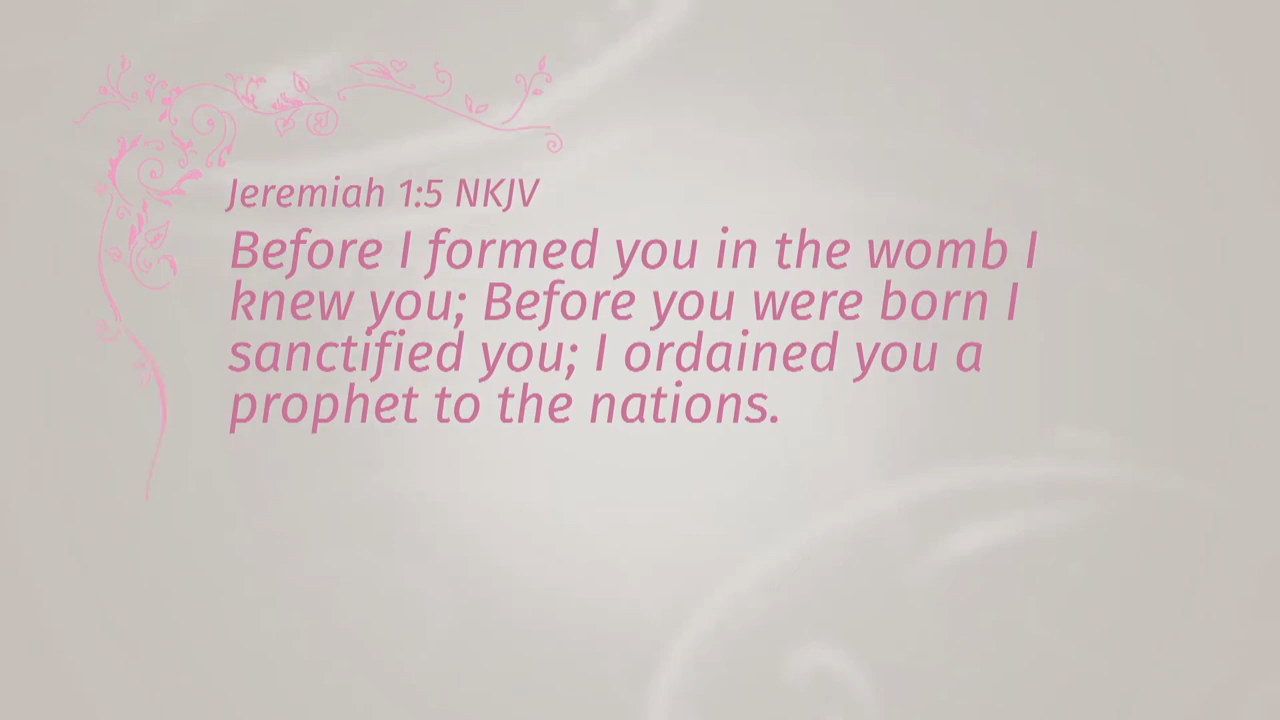 Jeremiah 1:5 NKJV
Before I formed you in the womb I
knew you; Before you were born I
sanctified you; I ordained you a
prophet to the nations.